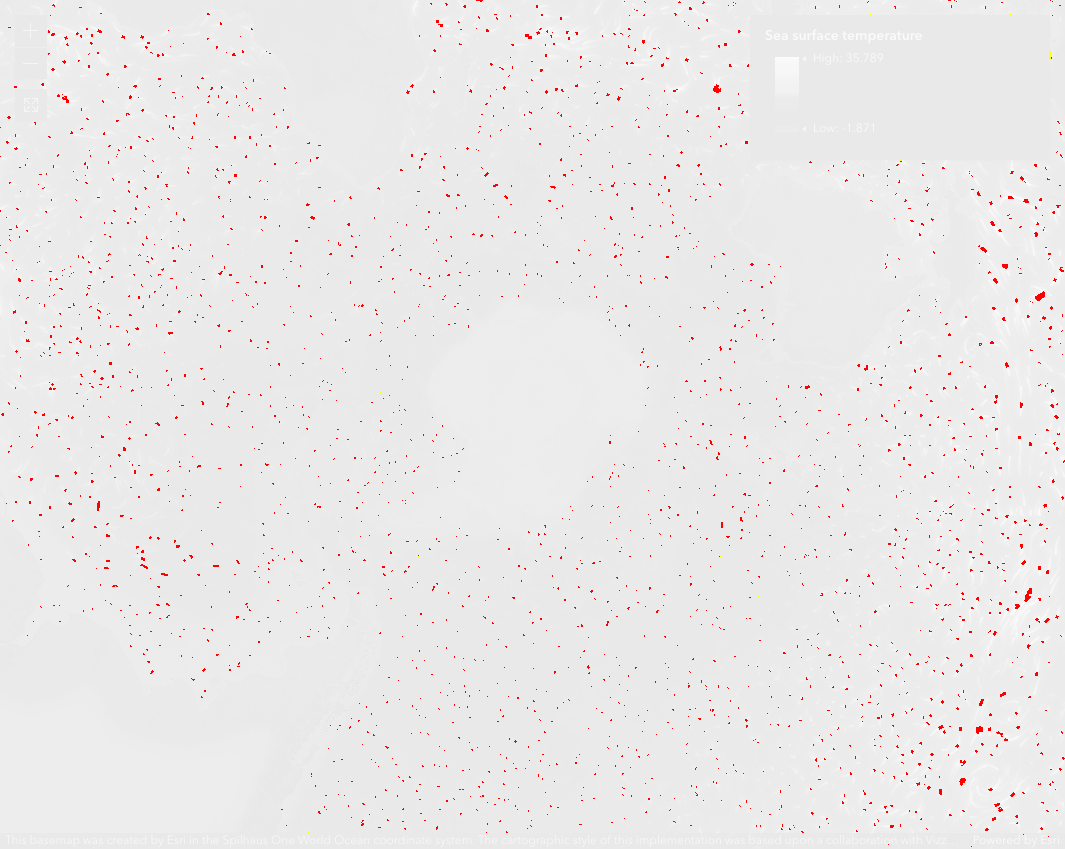 Sea surface temperature
High: 35.789
Low: -1.871
This basemap was created by Esri in the Spilhaus One World Ocean coordinate system. The cartographic style of this implementation was based upon a collaboration with Vizz... Powered by Esri